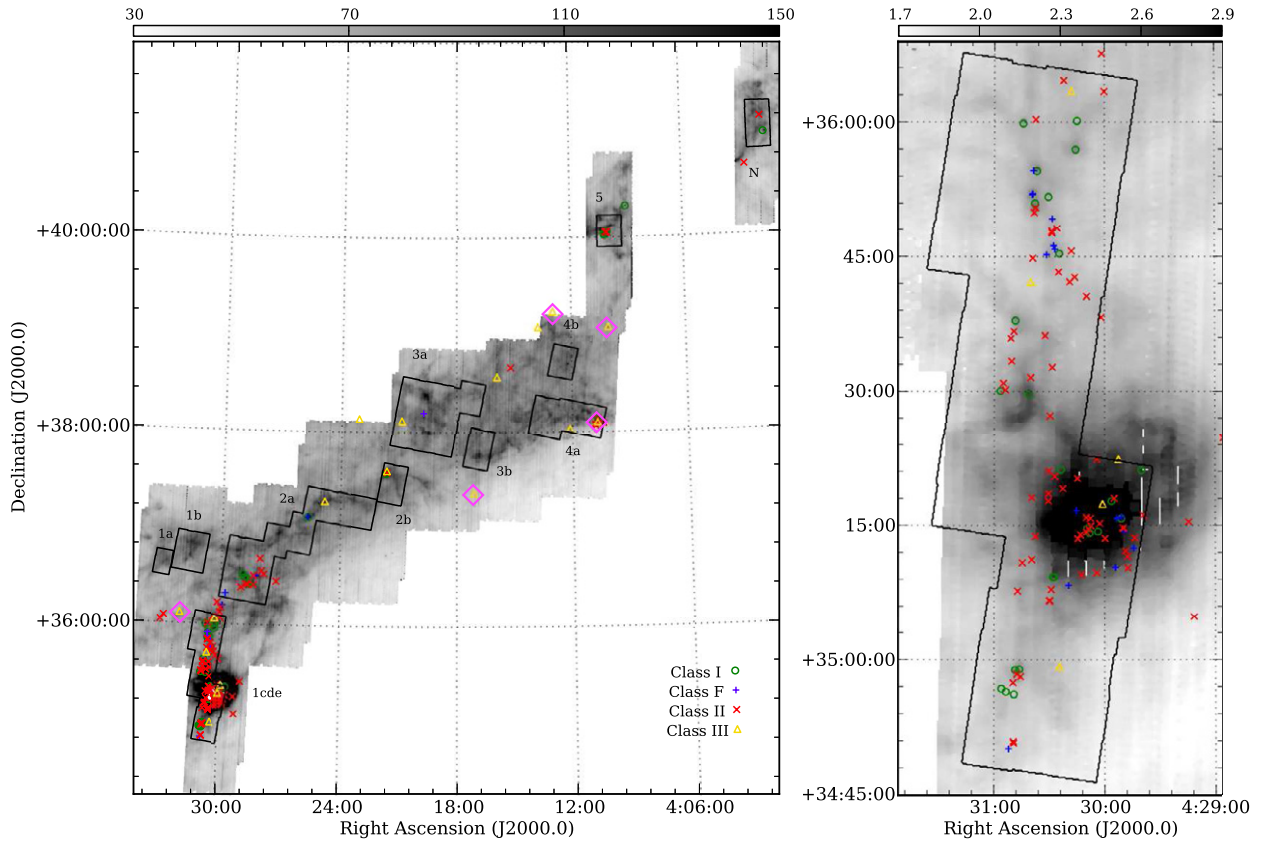 30 70 110 150
1.7 2.0 2.3 2.6 2.9
+40:00:00
+38:00:00
+36:00:00
Declination (J2000.0)
N
5
4b
3a
4a
3b
2a
2b
1b
1a
1cde
Class I
Class F
Class II
Class III
30:00 24:00 18:00 12:00 4:06:00
Right Ascension (J2000.0)
+36:00:00
45:00
30:00
15:00
+35:00:00
+34:45:00
31:00 30:00 4:29:00
Right Ascension (J2000.0)